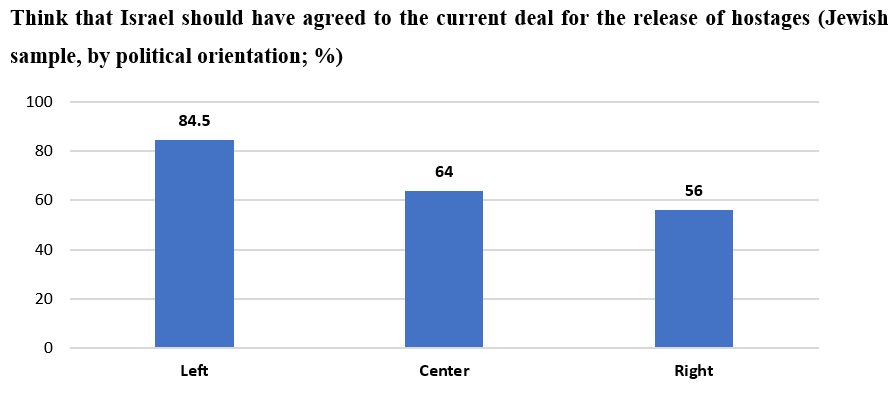 Think that Israel should have agreed to the current deal for the release of hostages (Jewish
sample, by political orientation; %)
100
80
60
40
20
0
84.5
64
56
Left
Center
Right